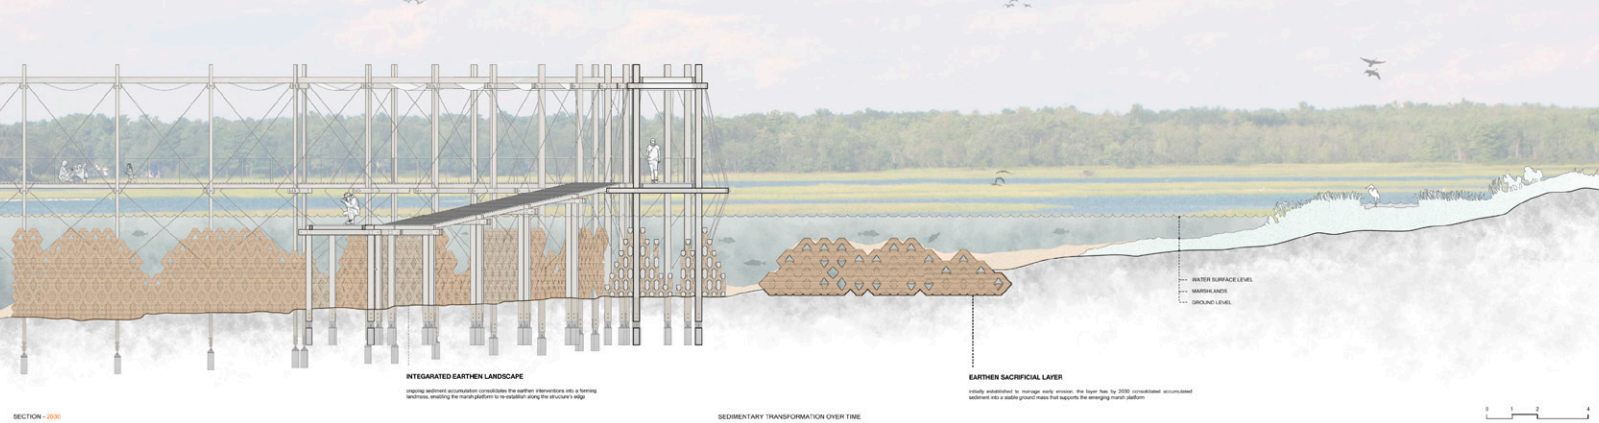 WATER SURFACE LEVEL
MARSHLANDS
GROUND LEVEL
INTEGARATED EARTHEN LANDSCAPE
ongoing sediment accumulation consolidates the earthen interventions into a forming
landmass, enabling the marsh platform to re-establish along the structure's edge
EARTHEN SACRIFICIAL LAYER
initially established to manage early erosion, the layer has by 2030 consolidated accumulated
sediment into a stable ground mass that supports the emerging marsh platform
SECTION - 2030
SEDIMENTARY TRANSFORMATION OVER TIME
0 1 2 4